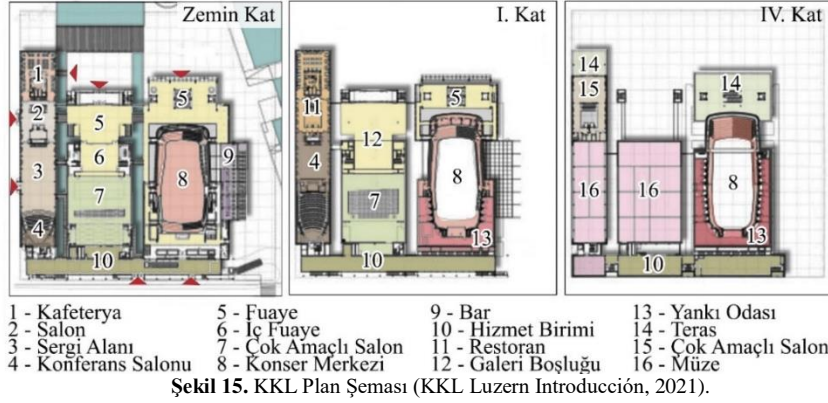 Zemin Kat
I. Kat
IV. Kat
1
2
3
4
5
6
7
10
5
8
9
11
4
12
7
10
5
8
13
14
15
16
16
10
14
8
13
1 - Kafeterya
2 - Salon
3 - Sergi Alanı
4 - Konferans Salonu
5 - Fuaye
6 - İç Fuaye
7 - Çok Amaçlı Salon
8 - Konser Merkezi
9 - Bar
10 - Hizmet Birimi
11 - Restoran
12 - Galeri Boşluğu
13 - Yankı Odası
14 - Teras
15 - Çok Amaçlı Salon
16 - Müze
Şekil 15. KKL Plan Şeması (KKL Luzern Introducción, 2021).